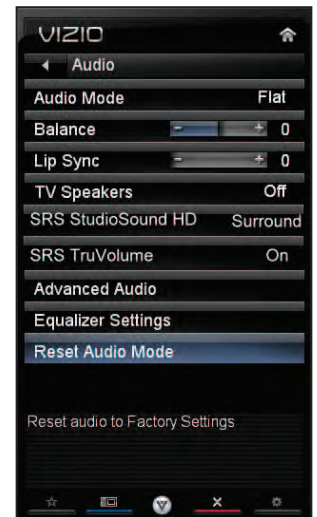 VIZIO
Audio
Audio Mode Flat
Balance - + 0
Lip Sync - + 0
TV Speakers Off
SRS StudioSound HD Surround
SRS TruVolume On
Advanced Audio
Equalizer Settings
Reset Audio Mode
Reset audio to Factory Settings